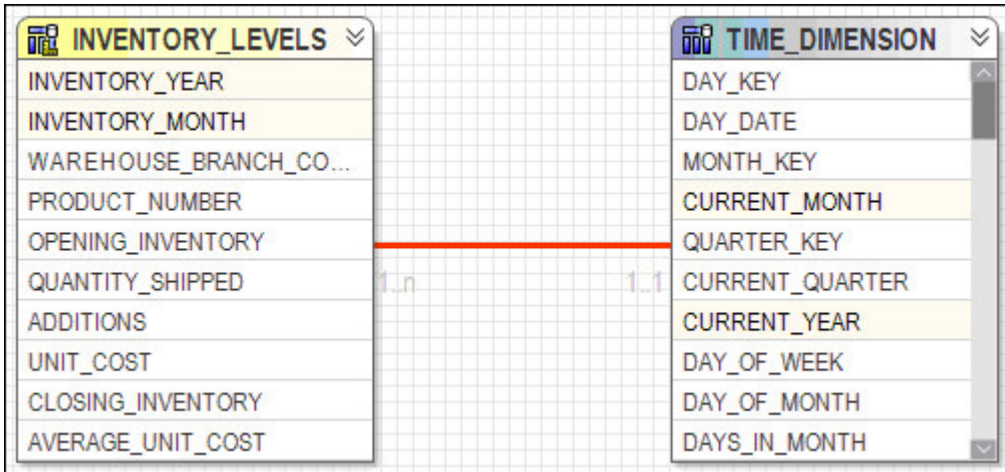 INVENTORY_LEVELS
INVENTORY_YEAR
INVENTORY_MONTH
WAREHOUSE_BRANCH_CO...
PRODUCT_NUMBER
OPENING_INVENTORY
QUANTITY_SHIPPED
ADDITIONS
UNIT_COST
CLOSING_INVENTORY
AVERAGE_UNIT_COST
1..n
1..1
TIME_DIMENSION
DAY_KEY
DAY_DATE
MONTH_KEY
CURRENT_MONTH
QUARTER_KEY
CURRENT_QUARTER
CURRENT_YEAR
DAY_OF_WEEK
DAY_OF_MONTH
DAYS_IN_MONTH